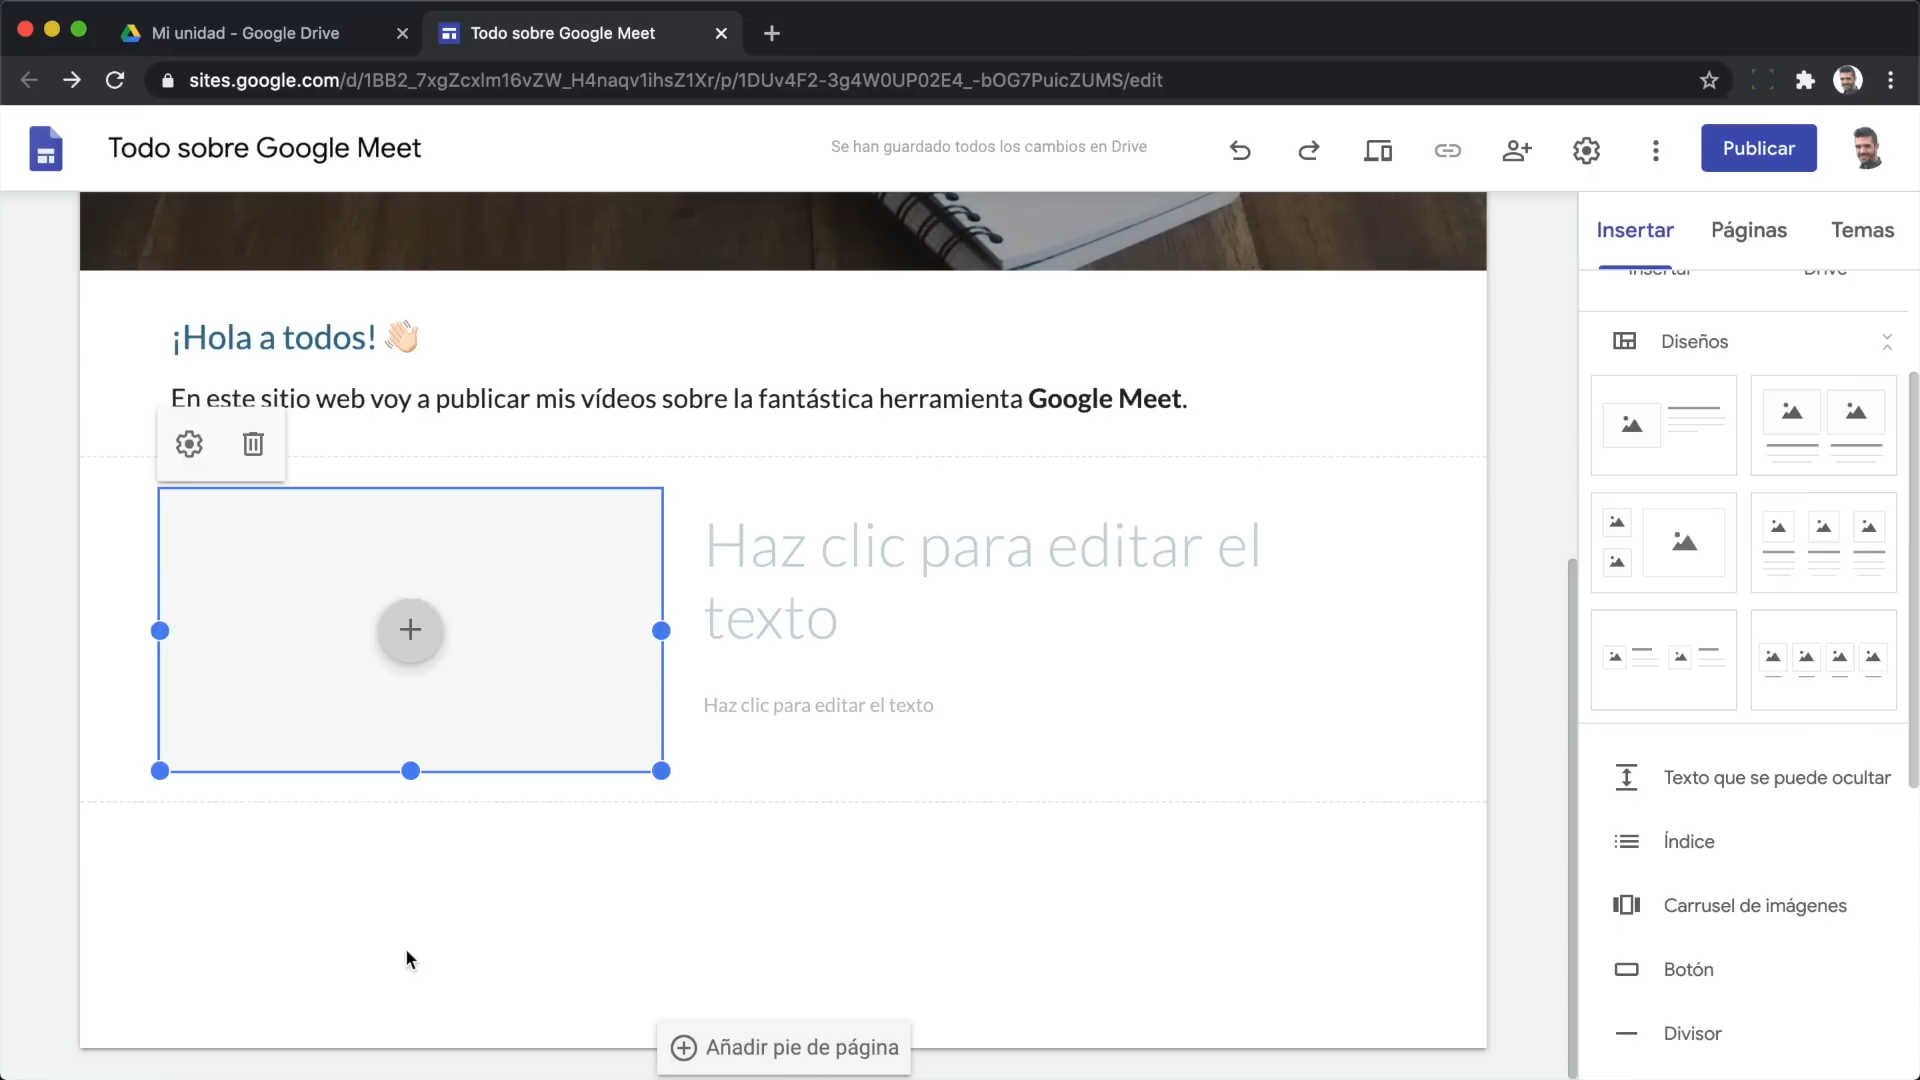 Mi unidad - Google Drive
Todo sobre Google Meet
sites.google.com/d/1BB2_7xgZcxlm16vZW_H4naqv1ihsZ1Xr/p/1DUv4F2-3g4W0UP02E4_-bOG7PuicZUMS/edit
Todo sobre Google Meet
Se han guardado todos los cambios en Drive
Publicar
Insertar
Páginas
Temas
Insertar
Drive
¡Hola a todos! 👋🏻
En este sitio web voy a publicar mis vídeos sobre la fantástica herramienta Google Meet.
Haz clic para editar el
texto
Haz clic para editar el texto
Añadir pie de página
Diseños
Texto que se puede ocultar
Índice
Carrusel de imágenes
Botón
Divisor